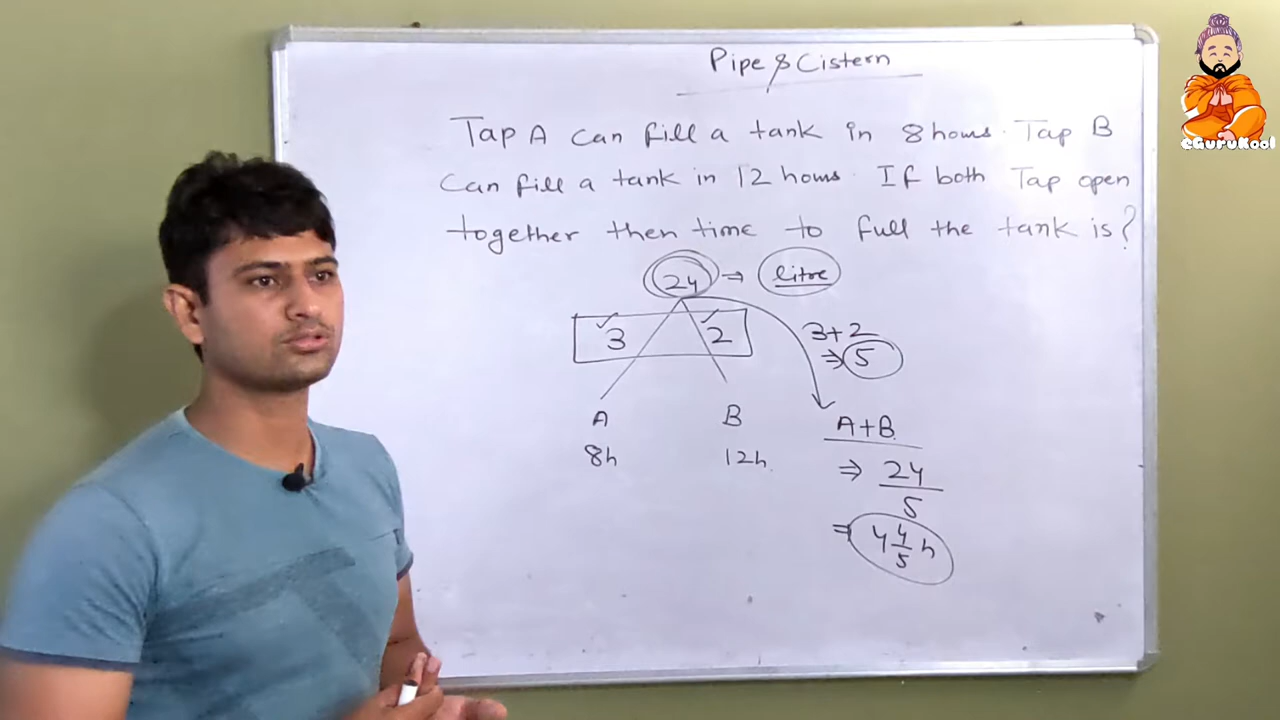 Pipe & Cistern
Tap A can fill a tank in 8 hours. Tap B
Can fill a tank in 12 hours. If both Tap open
together then time to full the tank is?
24 ⇒ litre
3 2
3+2
⇒ 5
A B
8h 12h.
A+B
⇒ 24/5
⇒ 4 4/5 h
eGuruKool